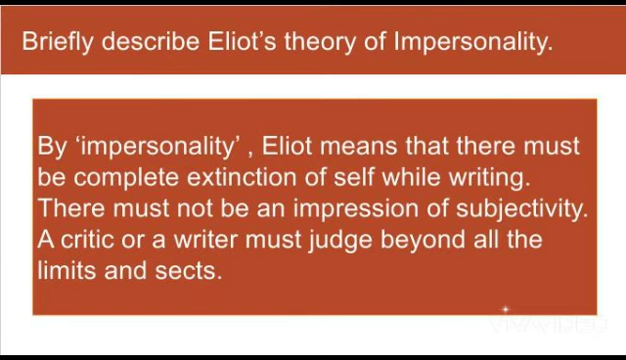 Briefly describe Eliot's theory of Impersonality.
By ‘impersonality’ , Eliot means that there must
be complete extinction of self while writing.
There must not be an impression of subjectivity.
A critic or a writer must judge beyond all the
limits and sects.
VIVAVIDEO